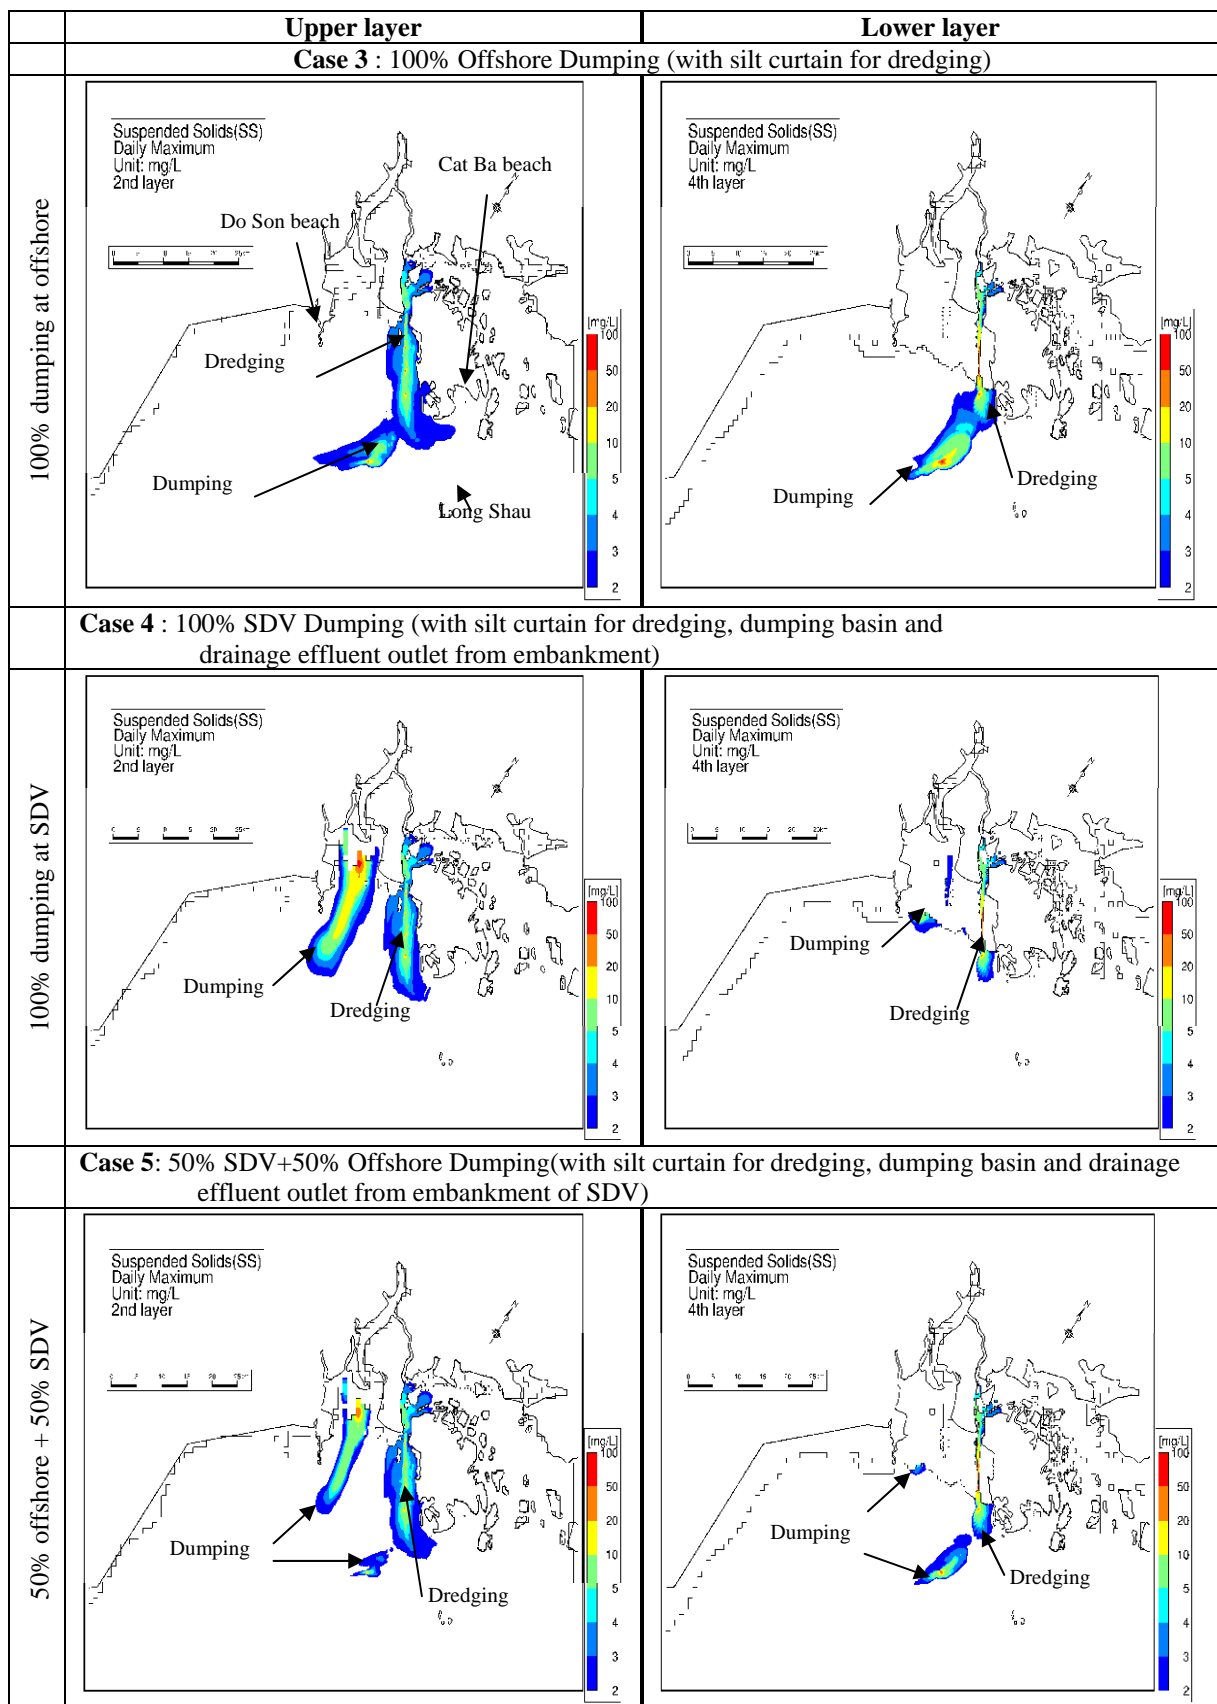 Upper layer
Lower layer
Case 3 : 100% Offshore Dumping (with silt curtain for dredging)
100% dumping at offshore
Suspended Solids(SS)
Daily Maximum
Unit: mg/L
2nd layer
Cat Ba beach
Do Son beach
Dredging
Dumping
Long Shau
[mg/L]
100
50
20
10
5
4
3
2
Suspended Solids(SS)
Daily Maximum
Unit: mg/L
4th layer
Dredging
Dumping
[mg/L]
100
50
20
10
5
4
3
2
Case 4 : 100% SDV Dumping (with silt curtain for dredging, dumping basin and
drainage effluent outlet from embankment)
100% dumping at SDV
Suspended Solids(SS)
Daily Maximum
Unit: mg/L
2nd layer
Dumping
Dredging
[mg/L]
100
50
20
10
5
4
3
2
Suspended Solids(SS)
Daily Maximum
Unit: mg/L
4th layer
Dumping
Dredging
[mg/L]
100
50
20
10
5
4
3
2
Case 5: 50% SDV+50% Offshore Dumping(with silt curtain for dredging, dumping basin and drainage
effluent outlet from embankment of SDV)
50% offshore + 50% SDV
Suspended Solids(SS)
Daily Maximum
Unit: mg/L
2nd layer
Dumping
Dredging
[mg/L]
100
50
20
10
5
4
3
2
Suspended Solids(SS)
Daily Maximum
Unit: mg/L
4th layer
Dumping
Dredging
[mg/L]
100
50
20
10
5
4
3
2